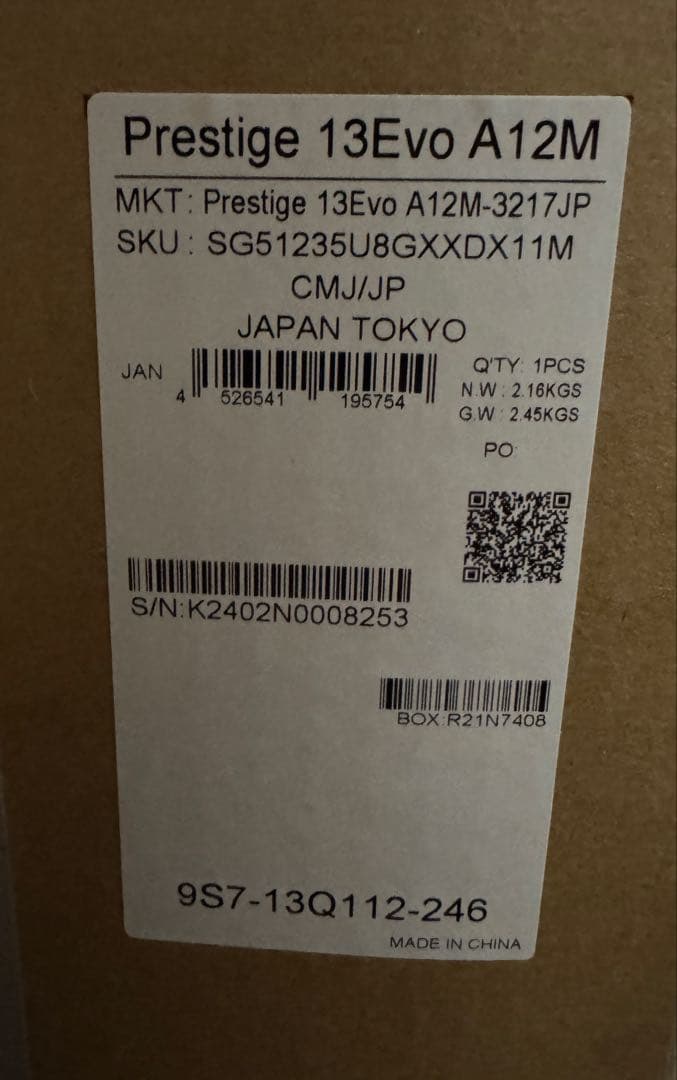 Prestige 13Evo A12M
MKT: Prestige 13Evo A12M-3217JP
SKU : SG51235U8GXXDX11M
CMJ/JP
JAPAN TOKYO
JAN
4 526541 195754
Q'TY: 1PCS
N.W : 2.16KGS
G.W : 2.45KGS
PO:
S/N:K2402N0008253
BOX:R21N7408
9S7-13Q112-246
MADE IN CHINA